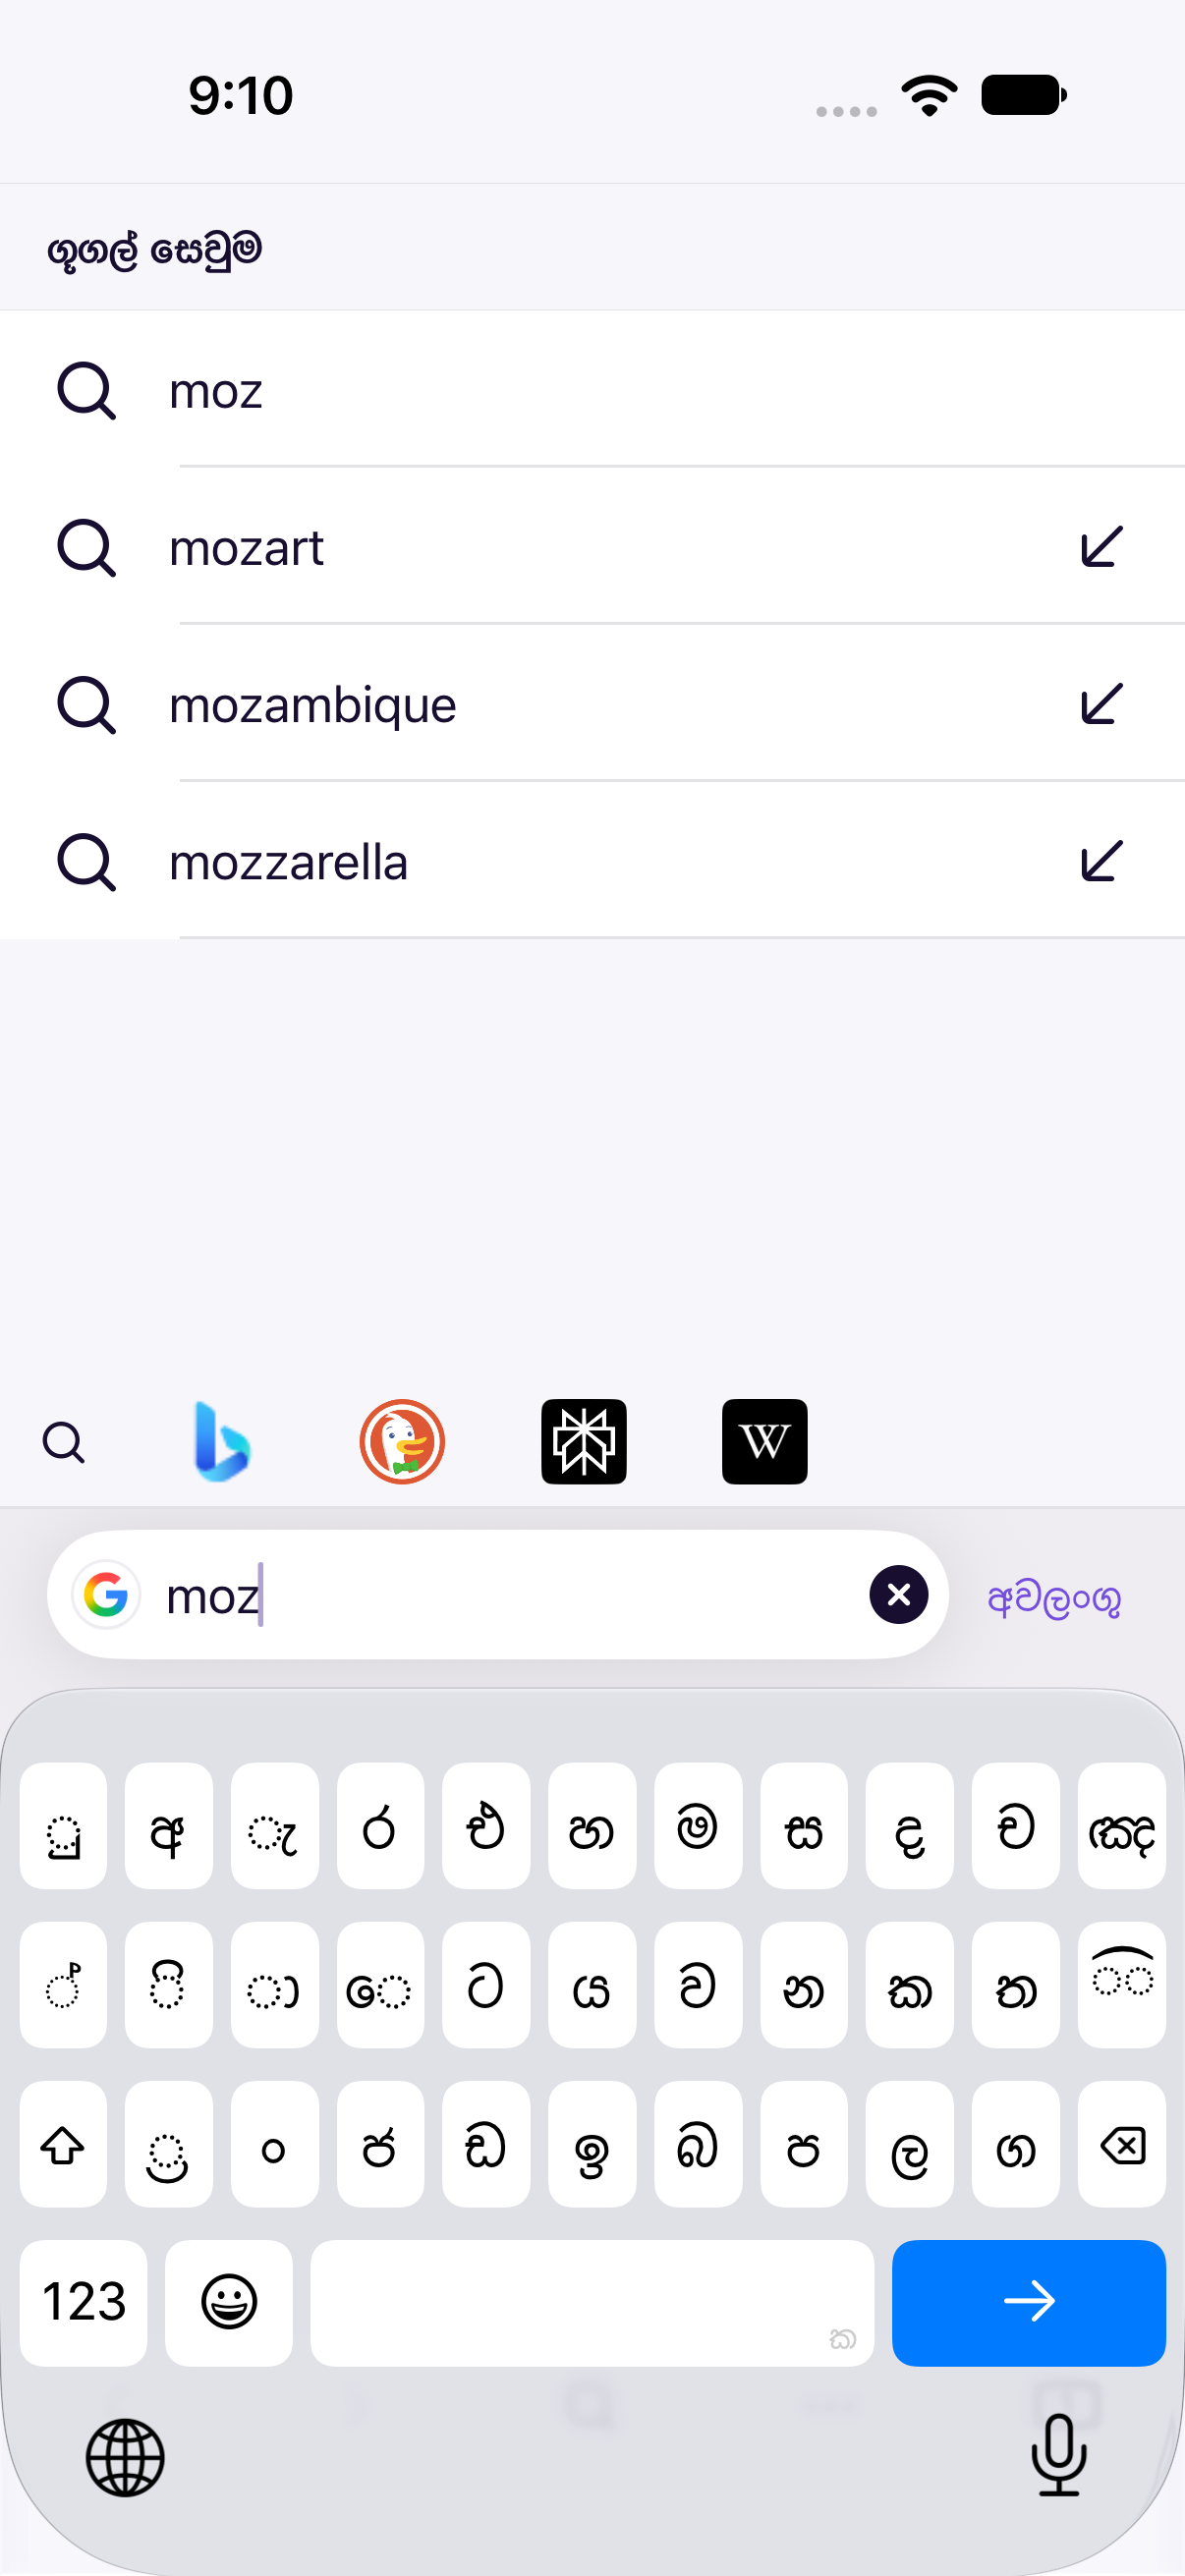 9:10
ගූගල් සෙවුම
moz
mozart
mozambique
mozzarella
W
moz
අවලංගු
ු අ ැ ර එ හ ම ස ද ච ඤ
් ි ා ෙ ට ය ව න ක ත
ූ ං ජ ඩ ඉ බ ප ල ග
123
ක